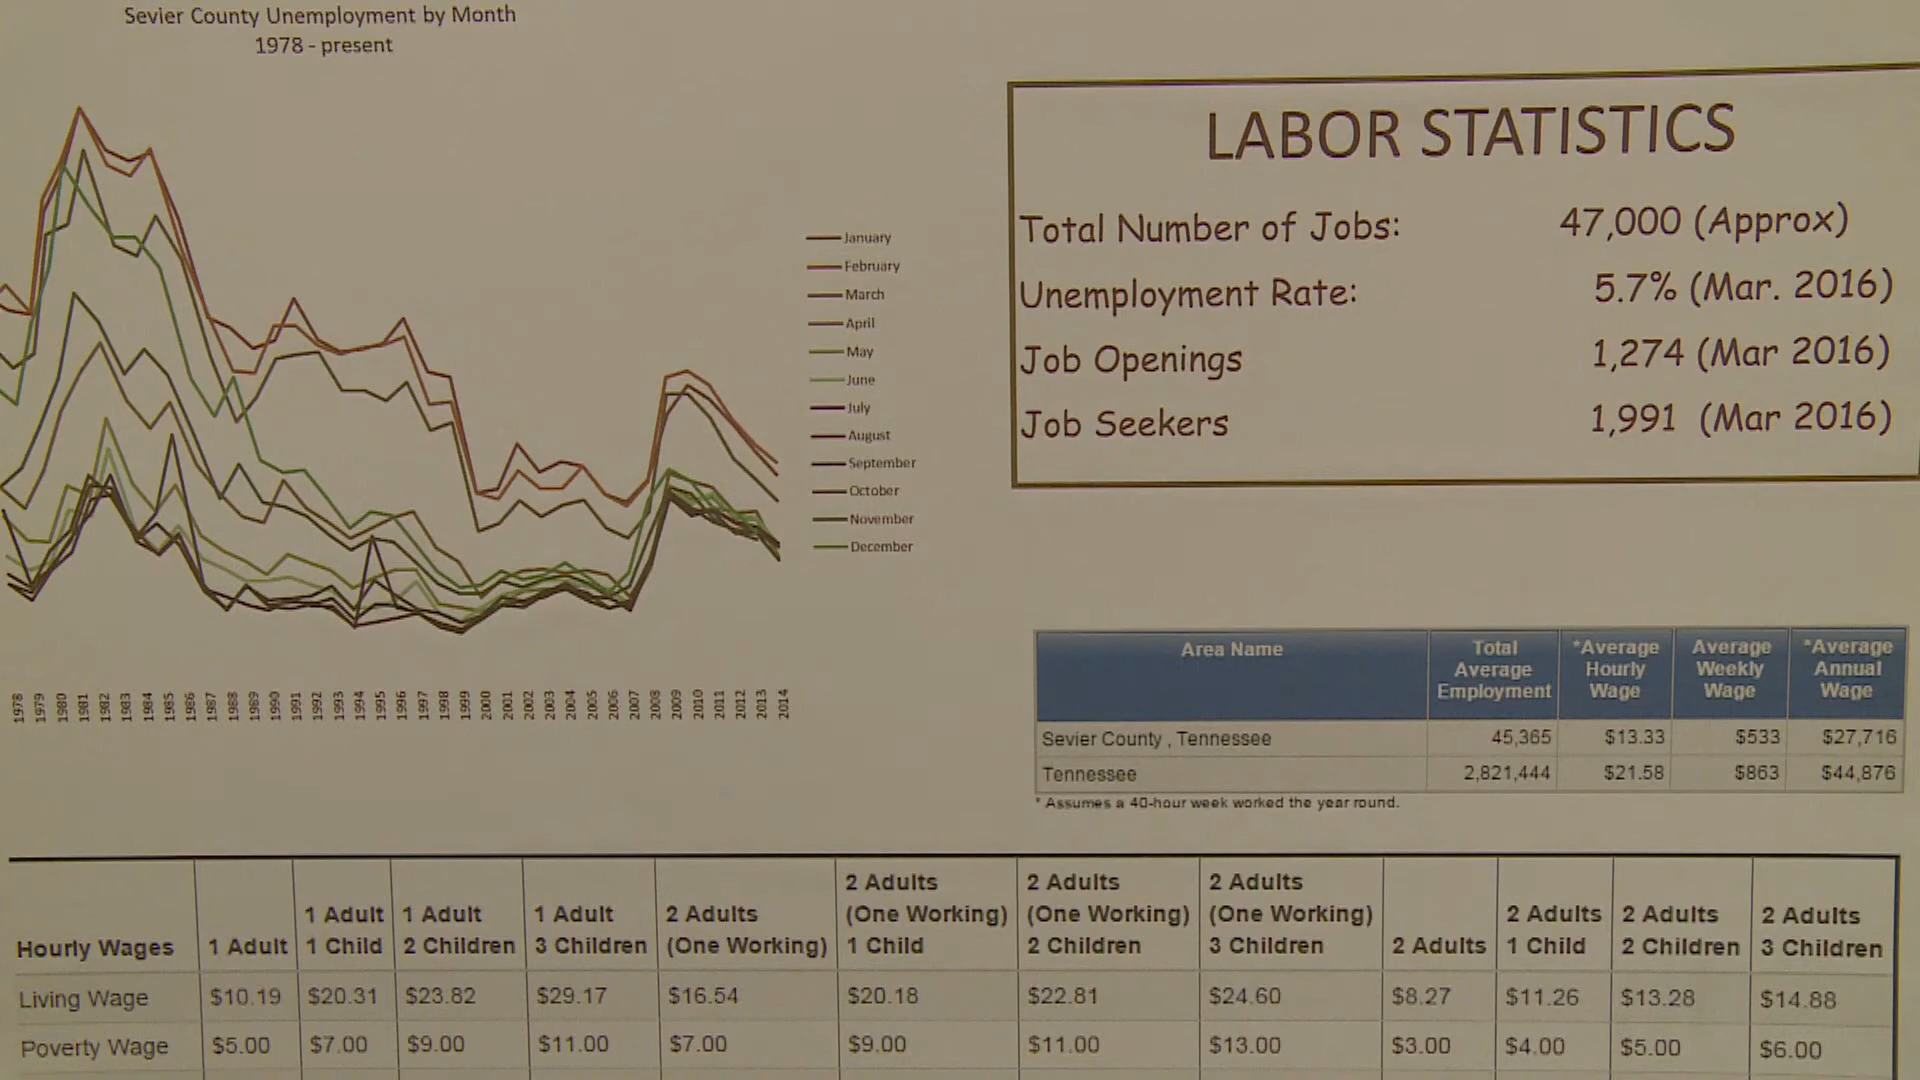 Sevier County Unemployment by Month
1978 - present
January
February
March
April
May
June
July
August
September
October
November
December
1978 1979 1980 1981 1982 1983 1984 1985 1986 1987 1988 1989 1990 1991 1992 1993 1994 1995 1996 1997 1998 1999 2000 2001 2002 2003 2004 2005 2006 2007 2008 2009 2010 2011 2012 2013 2014
LABOR STATISTICS
Total Number of Jobs: 47,000 (Approx)
Unemployment Rate: 5.7% (Mar. 2016)
Job Openings 1,274 (Mar 2016)
Job Seekers 1,991 (Mar 2016)
Area Name Total Average Employment *Average Hourly Wage Average Weekly Wage *Average Annual Wage
Sevier County , Tennessee 45,365 $13.33 $533 $27,716
Tennessee 2,821,444 $21.58 $863 $44,876
* Assumes a 40-hour week worked the year round.
Hourly Wages 1 Adult 1 Adult 1 Child 1 Adult 2 Children 1 Adult 3 Children 2 Adults (One Working) 2 Adults (One Working) 1 Child 2 Adults (One Working) 2 Children 2 Adults (One Working) 3 Children 2 Adults 2 Adults 1 Child 2 Adults 2 Children 2 Adults 3 Children
Living Wage $10.19 $20.31 $23.82 $29.17 $16.54 $20.18 $22.81 $24.60 $8.27 $11.26 $13.28 $14.88
Poverty Wage $5.00 $7.00 $9.00 $11.00 $7.00 $9.00 $11.00 $13.00 $3.00 $4.00 $5.00 $6.00